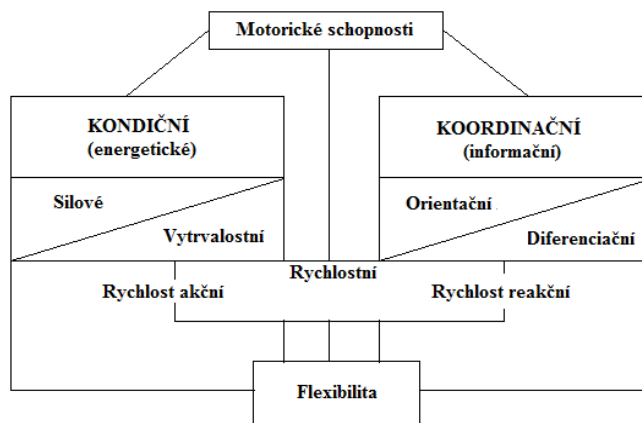 Motorické schopnosti
KONDIČNÍ
(energetické)
KOORDINAČNÍ
(informační)
Silové
Vytrvalostní
Orientační
Diferenciační
Rychlostní
Rychlost akční
Rychlost reakční
Flexibilita